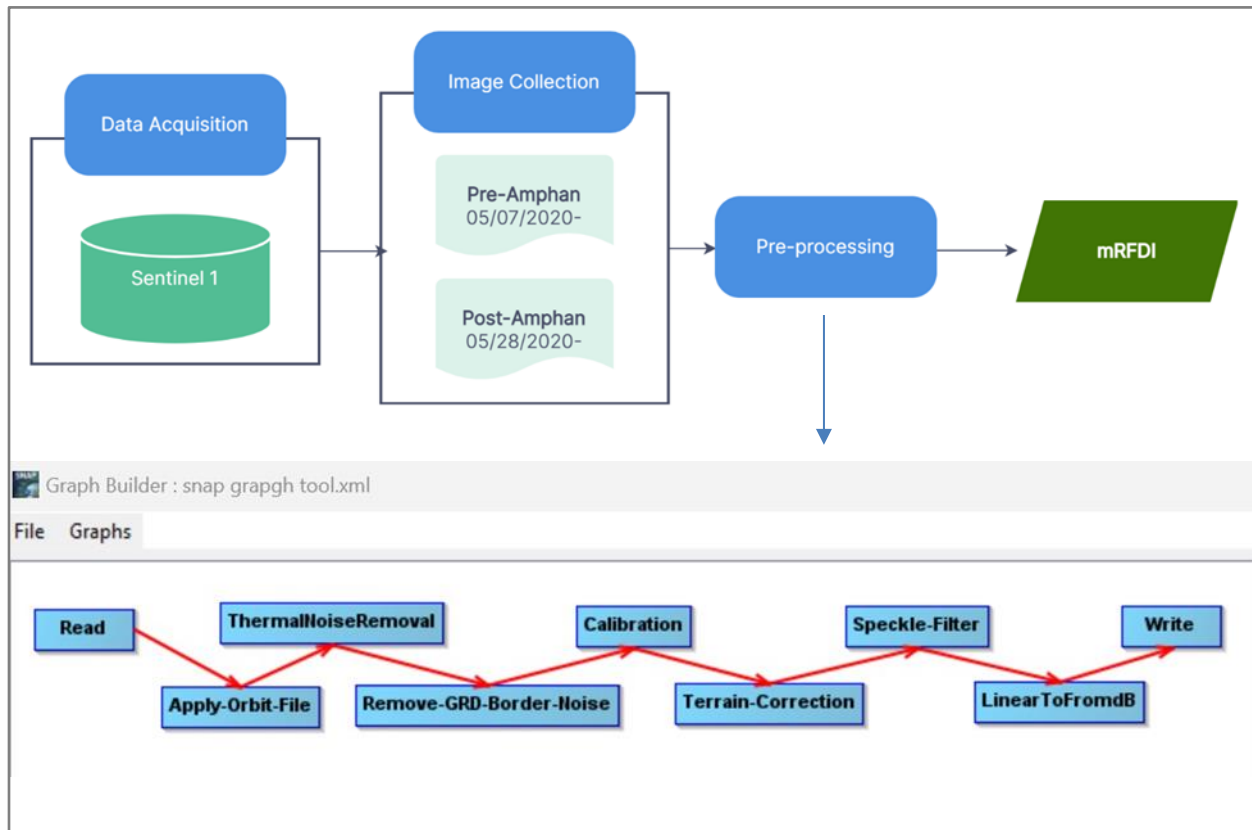 Data Acquisition
Sentinel 1
Image Collection
Pre-Amphan
05/07/2020-
Post-Amphan
05/28/2020-
Pre-processing
mRFDI
SNAP
Graph Builder : snap grapgh tool.xml
File Graphs
Read
Apply-Orbit-File
ThermalNoiseRemoval
Remove-GRD-Border-Noise
Calibration
Terrain-Correction
Speckle-Filter
LinearToFromdB
Write